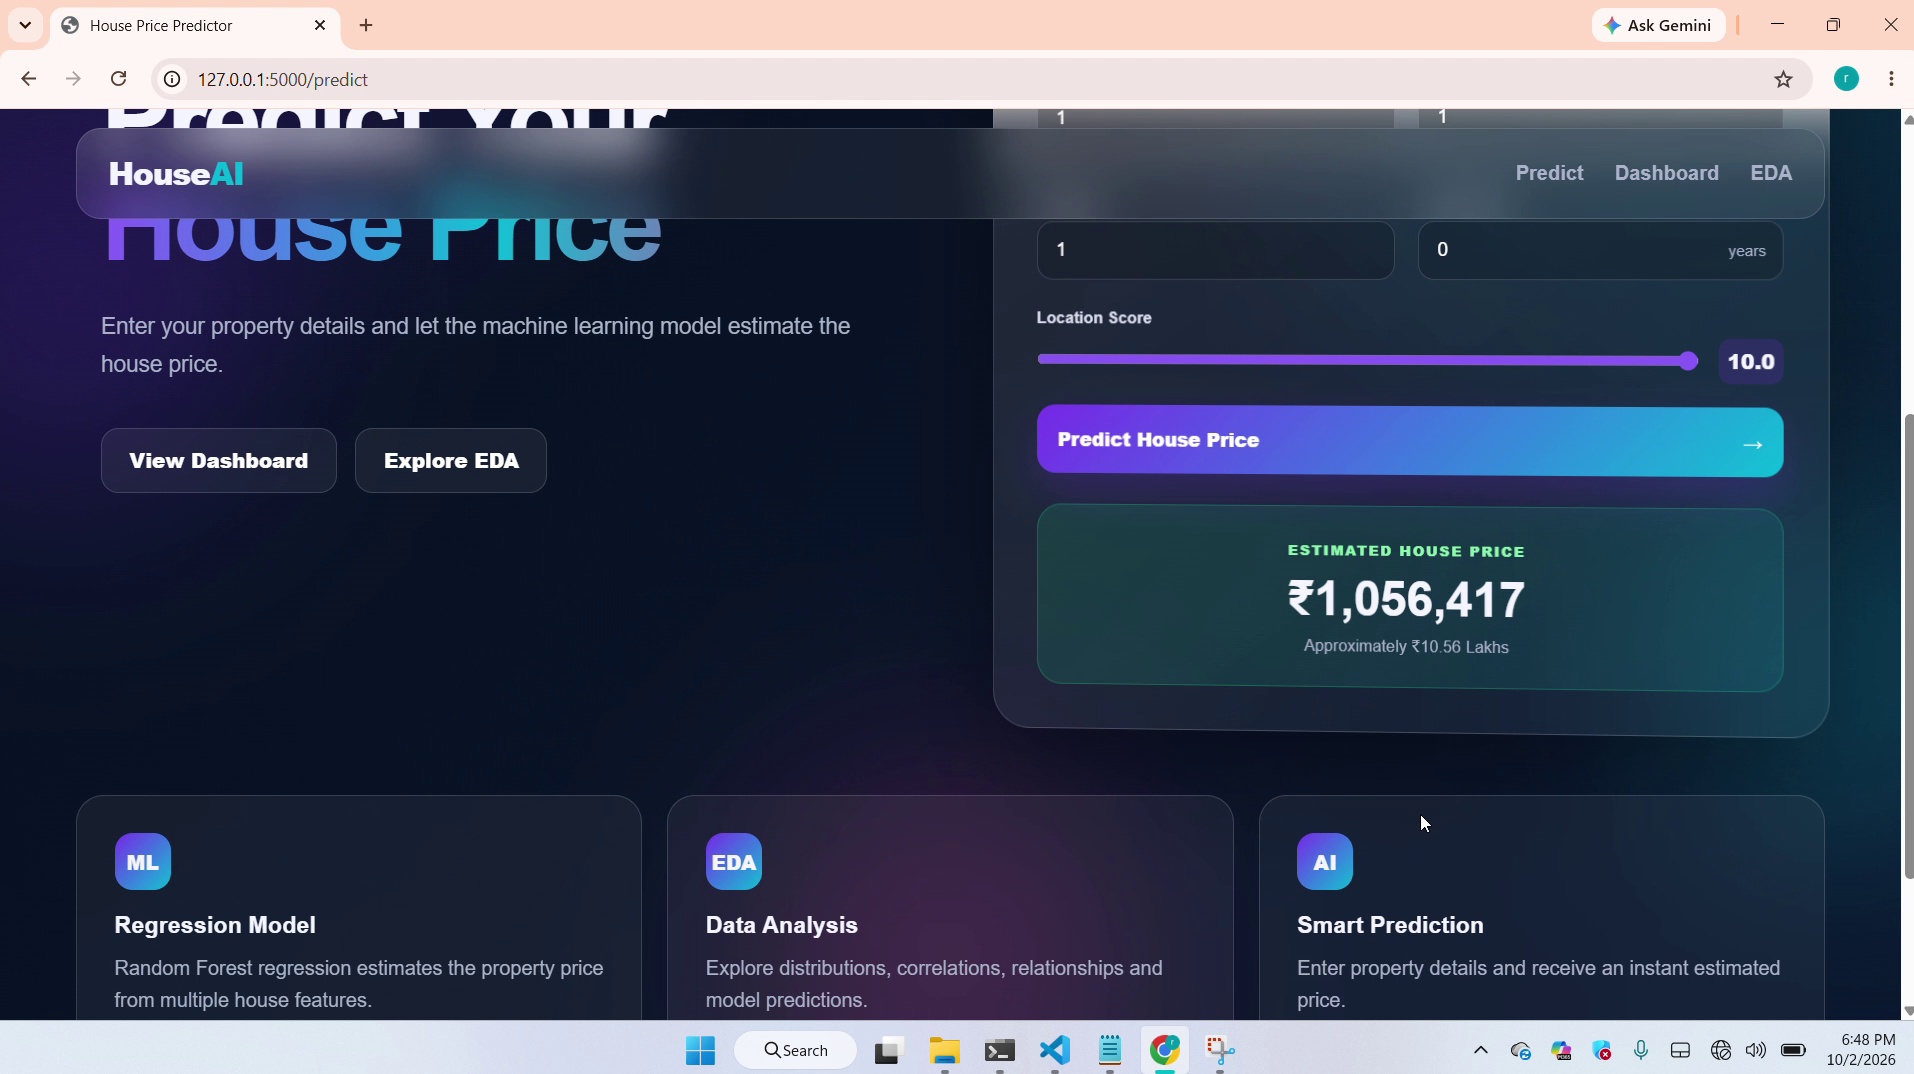 House Price Predictor
Ask Gemini
127.0.0.1:5000/predict
r
Predict Your
House Price
HouseAI
Predict
Dashboard
EDA
Enter your property details and let the machine learning model estimate the
house price.
View Dashboard
Explore EDA
1
1
1
0
years
Location Score
10.0
Predict House Price →
ESTIMATED HOUSE PRICE
₹1,056,417
Approximately ₹10.56 Lakhs
ML
Regression Model
Random Forest regression estimates the property price
from multiple house features.
EDA
Data Analysis
Explore distributions, correlations, relationships and
model predictions.
AI
Smart Prediction
Enter property details and receive an instant estimated
price.
Search
6:48 PM
10/2/2026